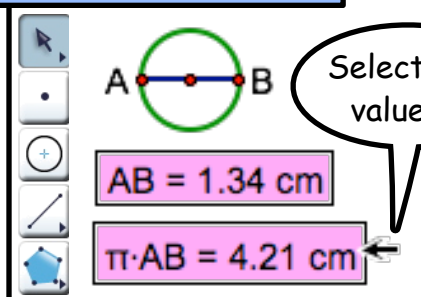 A B
Select
value
AB = 1.34 cm
π·AB = 4.21 cm